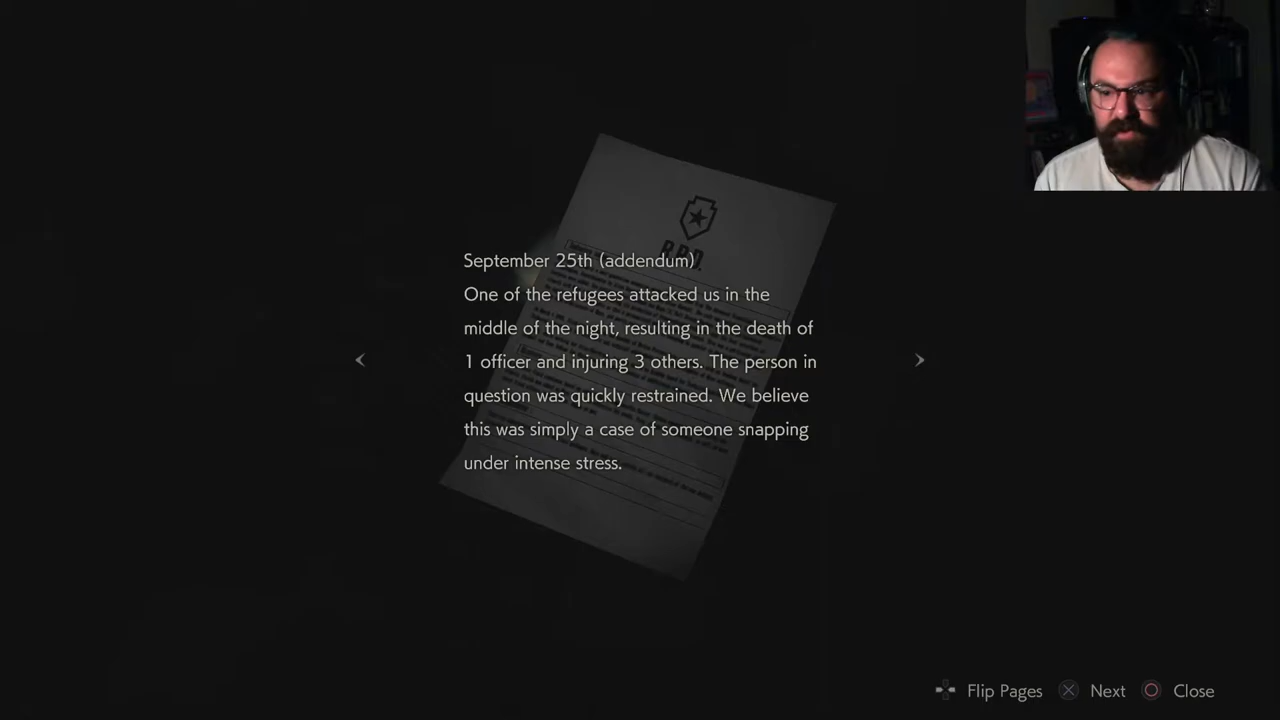 R.P.D.
September 25th (addendum)
One of the refugees attacked us in the
middle of the night, resulting in the death of
1 officer and injuring 3 others. The person in
question was quickly restrained. We believe
this was simply a case of someone snapping
under intense stress.
Flip Pages Next Close